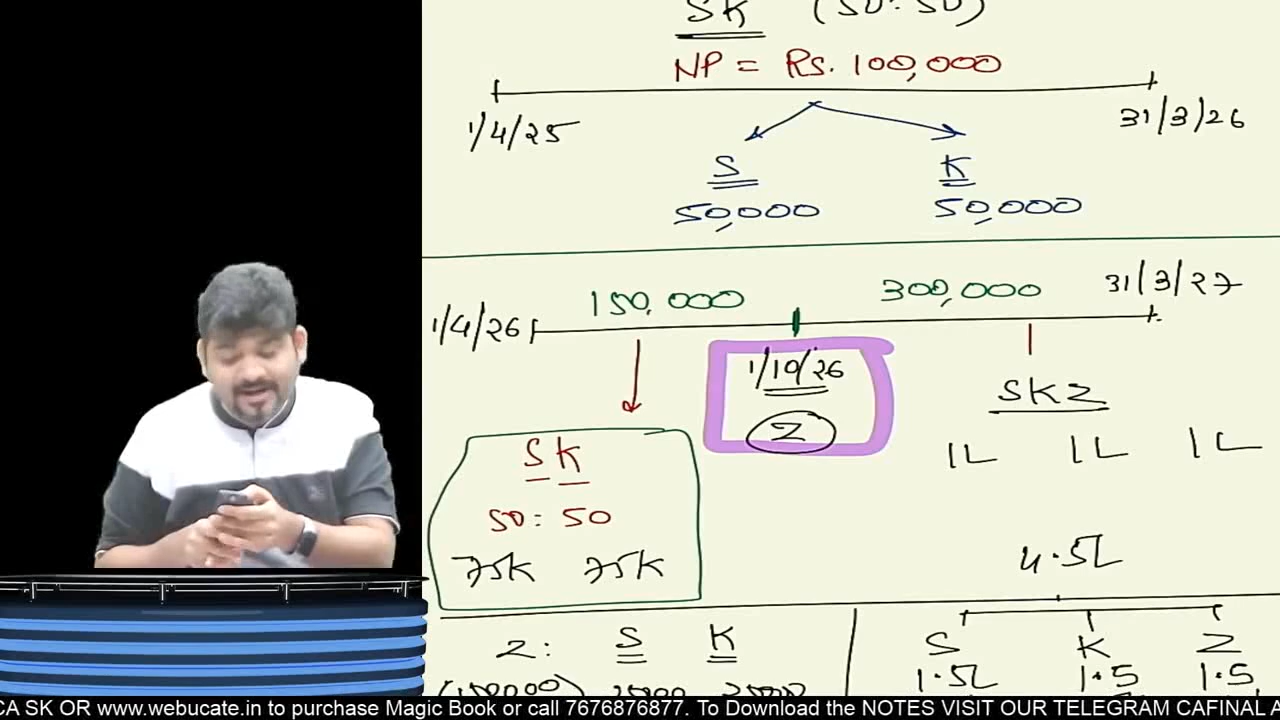 SK (50:50)
NP = Rs. 100,000
1/4/25
31/3/26
S K
50,000 50,000
150,000 300,000
1/4/26
31/3/27
1/10/26
Z
SKZ
1L 1L 1L
SK
50:50
75K 75K
4.5L
Z: S K
S K Z
1.5L 1.5 1.5
CA SK OR www.webucate.in to purchase Magic Book or call 7676876877. To Download the NOTES VISIT OUR TELEGRAM CAFINAL A